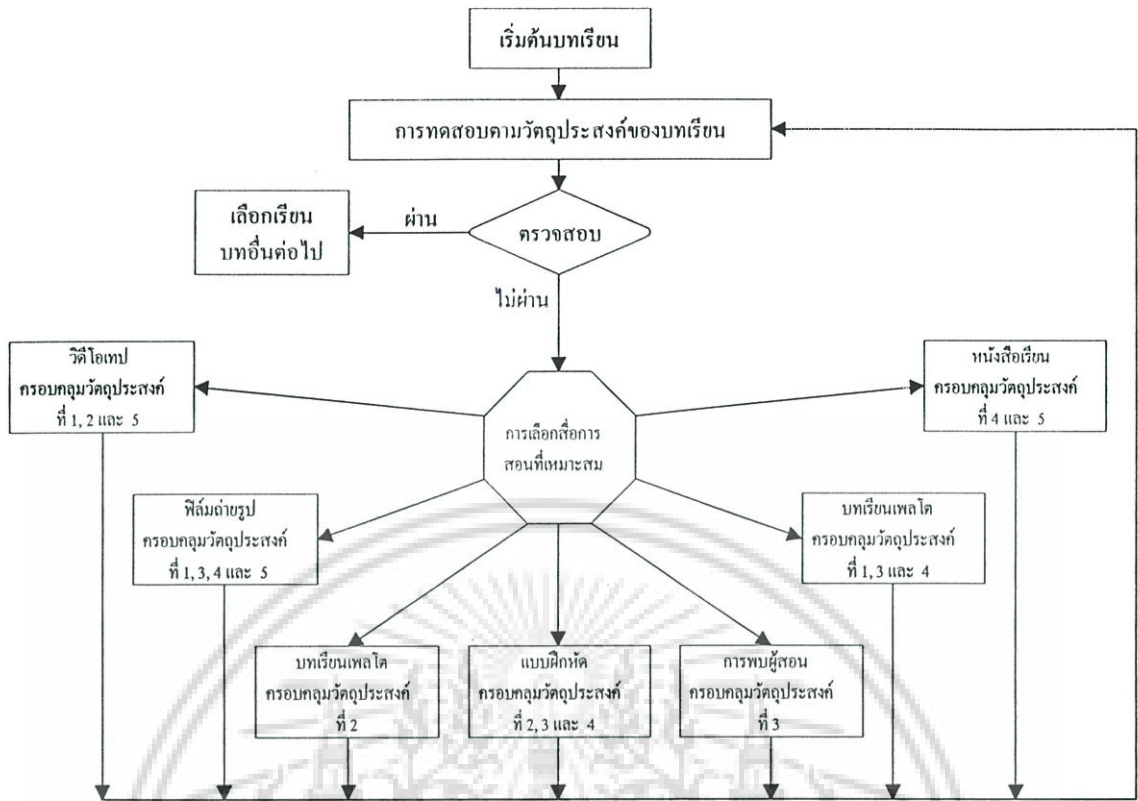 เริ่มต้นบทเรียน
การทดสอบตามวัตถุประสงค์ของบทเรียน
เลือกเรียน
บทอื่นต่อไป
ผ่าน
ตรวจสอบ
ไม่ผ่าน
วิดีโอเทป
ครอบคลุมวัตถุประสงค์
ที่ 1, 2 และ 5
หนังสือเรียน
ครอบคลุมวัตถุประสงค์
ที่ 4 และ 5
การเลือกสื่อการ
สอนที่เหมาะสม
ฟิล์มถ่ายรูป
ครอบคลุมวัตถุประสงค์
ที่ 1, 3, 4 และ 5
บทเรียนเพลโต
ครอบคลุมวัตถุประสงค์
ที่ 1, 3 และ 4
บทเรียนเพลโต
ครอบคลุมวัตถุประสงค์
ที่ 2
แบบฝึกหัด
ครอบคลุมวัตถุประสงค์
ที่ 2, 3 และ 4
การพบผู้สอน
ครอบคลุมวัตถุประสงค์
ที่ 3